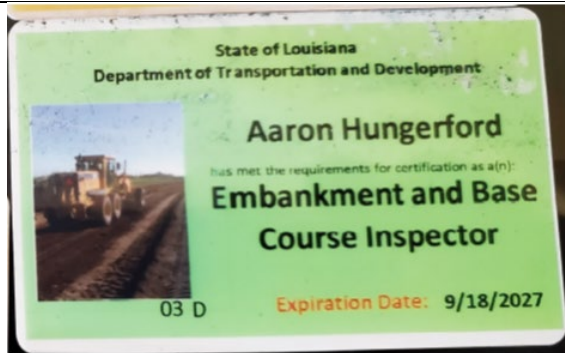 State of Louisiana
Department of Transportation and Development
Aaron Hungerford
has met the requirements for certification as a(n):
Embankment and Base
Course Inspector
03 D
Expiration Date: 9/18/2027